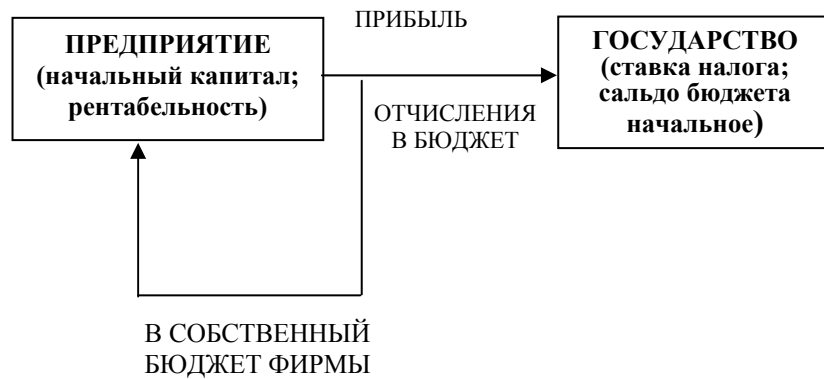 ПРИБЫЛЬ
ПРЕДПРИЯТИЕ
(начальный капитал;
рентабельность)
ГОСУДАРСТВО
(ставка налога;
сальдо бюджета
начальное)
ОТЧИСЛЕНИЯ
В БЮДЖЕТ
В СОБСТВЕННЫЙ
БЮДЖЕТ ФИРМЫ